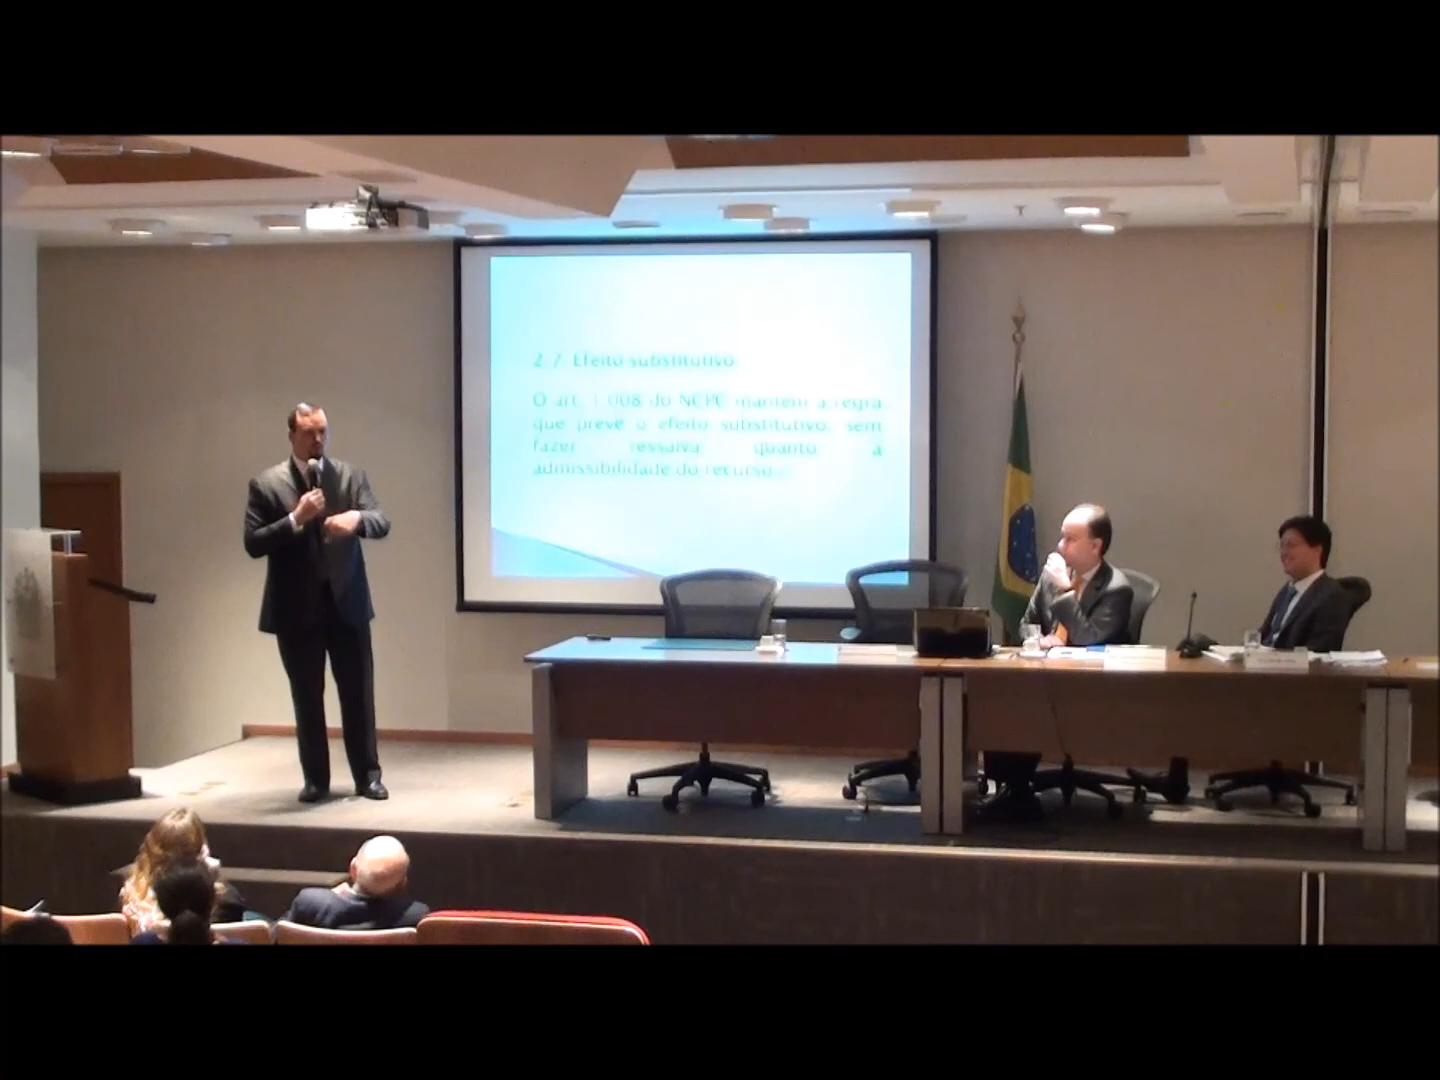 2.7. Efeito substitutivo
O art. 1.008 do NCPC mantém a regra
que prevê o efeito substitutivo, sem
fazer ressalva quanto à
admissibilidade do recurso.